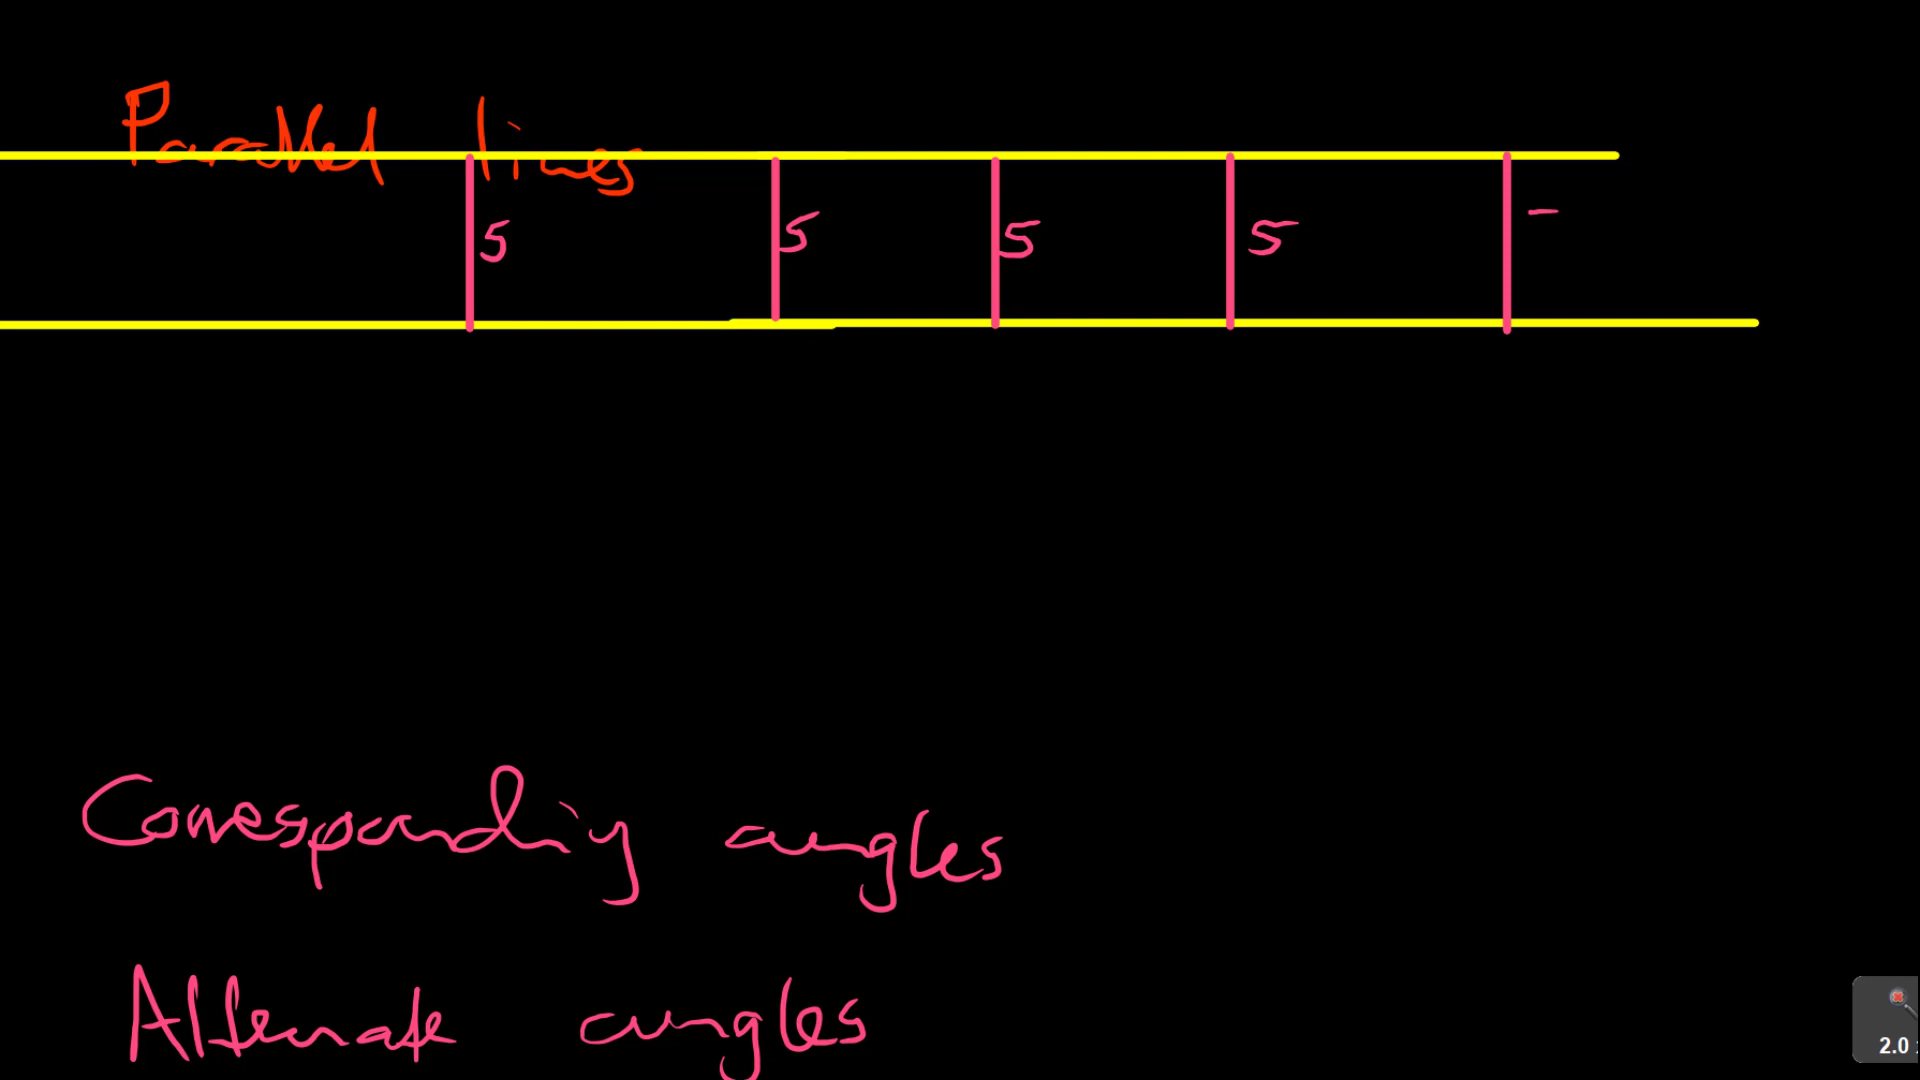 Parallel lines
5 5 5 5
Corresponding angles
Alternate angles
2.0